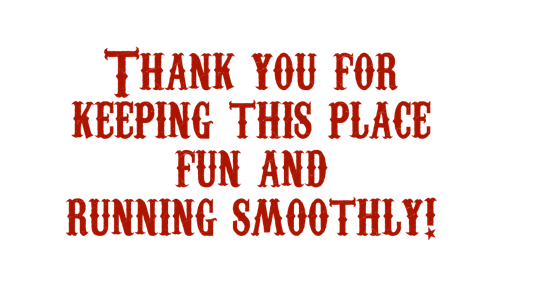 Thank you for
keeping this place
fun and
running smoothly!